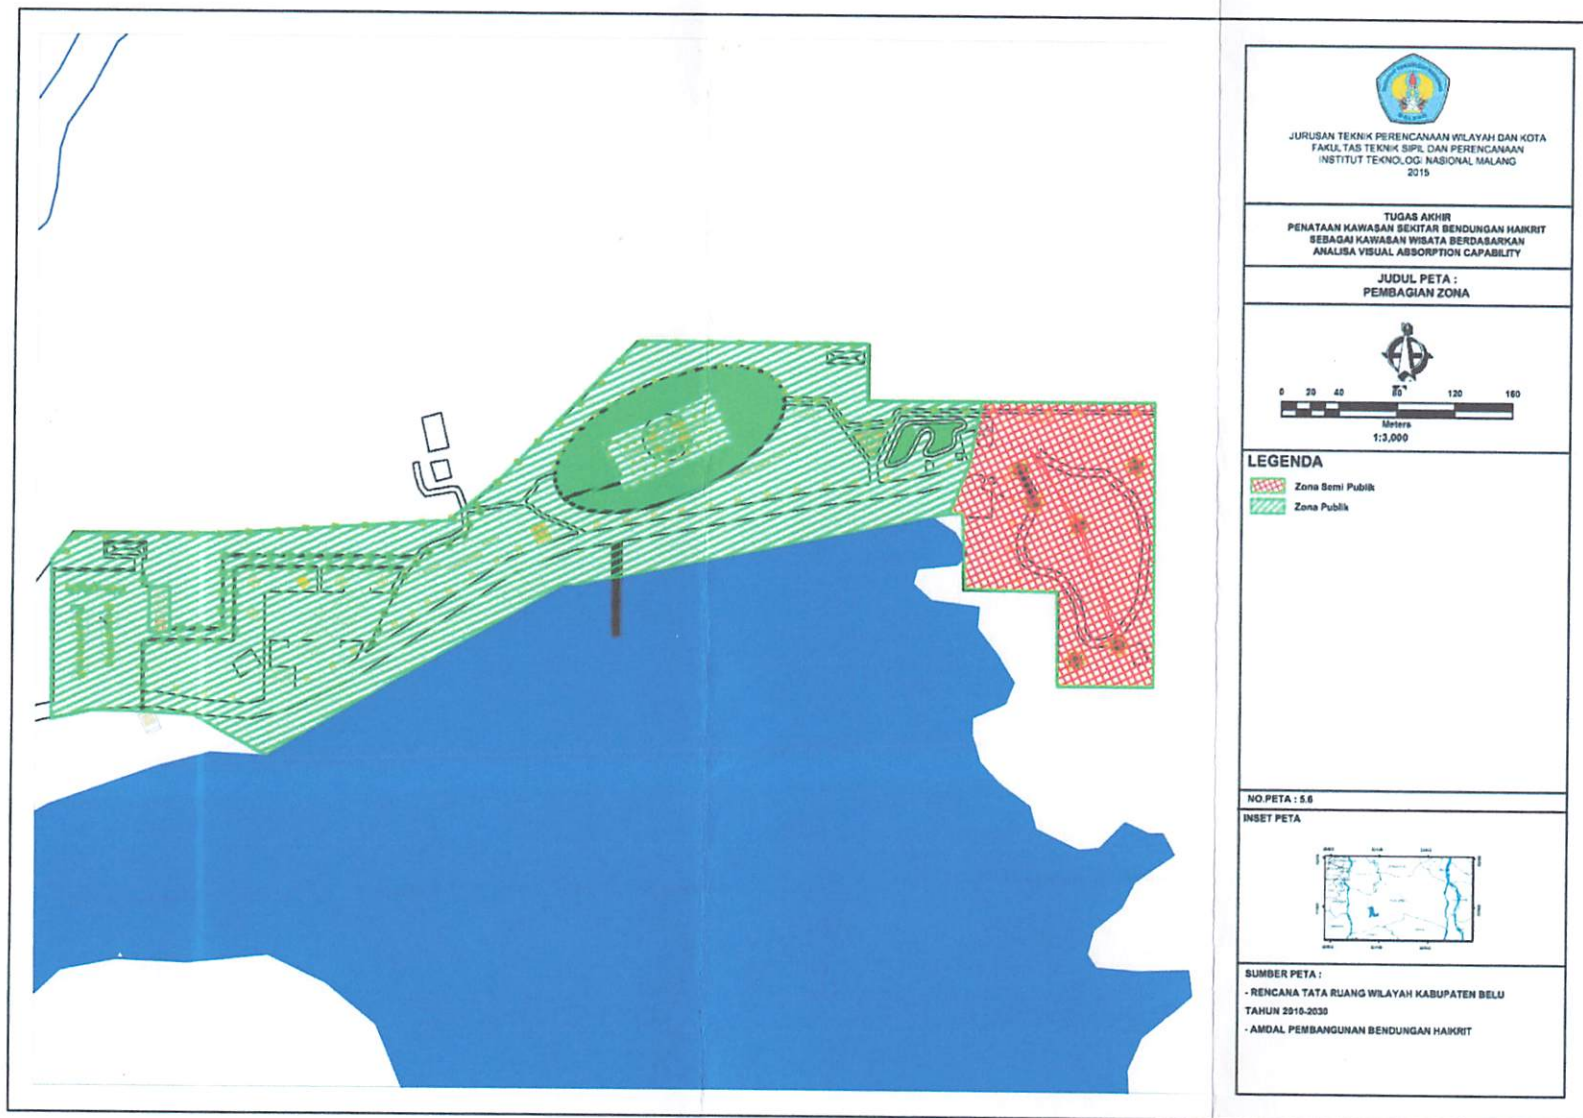 MALANG
JURUSAN TEKNIK PERENCANAAN WILAYAH DAN KOTA
FAKULTAS TEKNIK SIPIL DAN PERENCANAAN
INSTITUT TEKNOLOGI NASIONAL MALANG
2015
TUGAS AKHIR
PENATAAN KAWASAN SEKITAR BENDUNGAN HAIKRIT
SEBAGAI KAWASAN WISATA BERDASARKAN
ANALISA VISUAL ABSORPTION CAPABILITY
JUDUL PETA :
PEMBAGIAN ZONA
0 20 40 80 120 160
Meters
1:3,000
LEGENDA
Zona Semi Publik
Zona Publik
NO.PETA : 5.6
INSET PETA
SUMBER PETA :
- RENCANA TATA RUANG WILAYAH KABUPATEN BELU
TAHUN 2010-2030
- AMDAL PEMBANGUNAN BENDUNGAN HAIKRIT